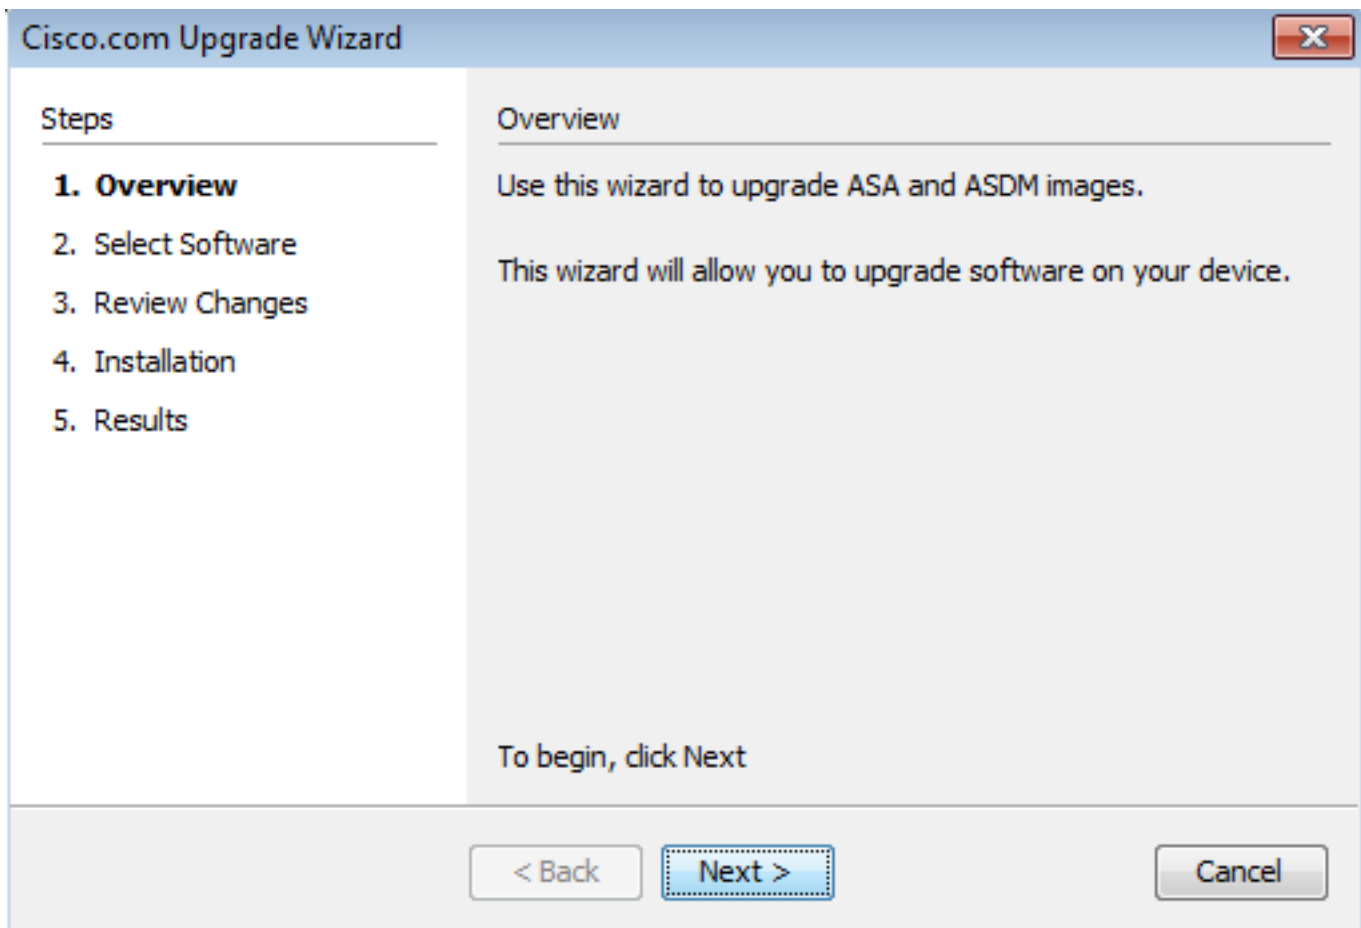 Cisco.com Upgrade Wizard
Steps
1. Overview
2. Select Software
3. Review Changes
4. Installation
5. Results
Overview
Use this wizard to upgrade ASA and ASDM images.
This wizard will allow you to upgrade software on your device.
To begin, click Next
< Back
Next >
Cancel